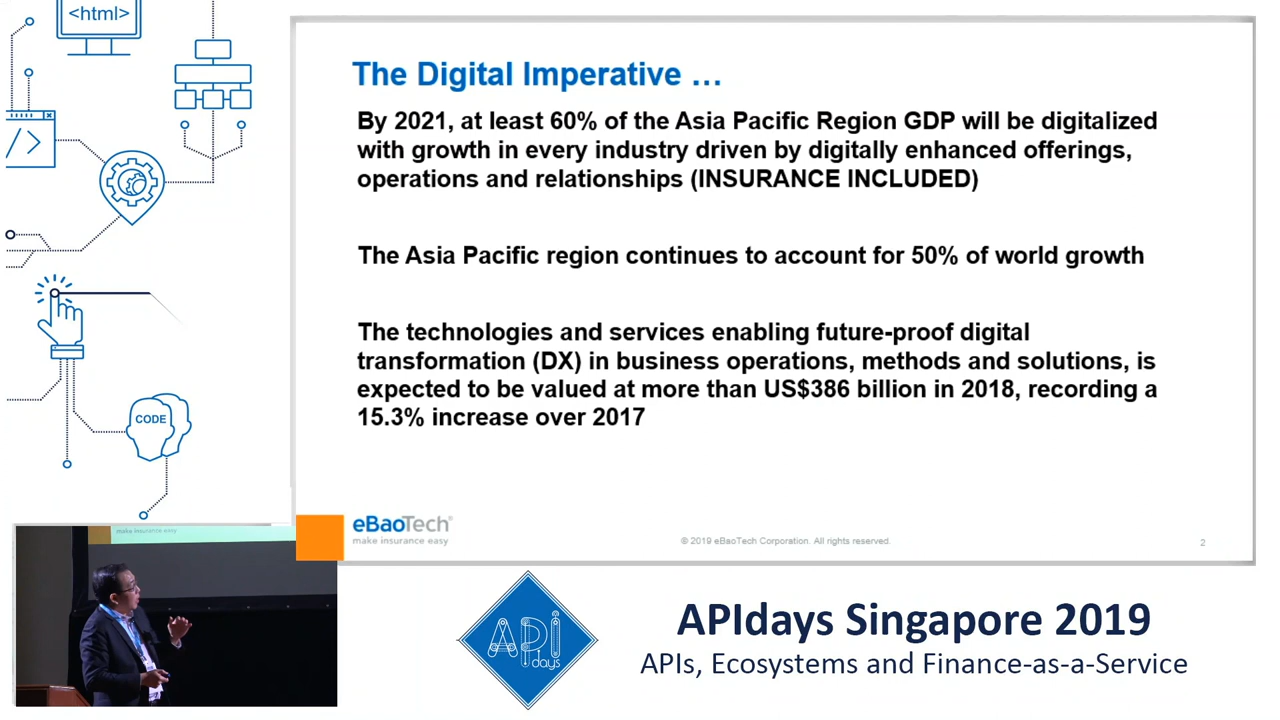 <html>
</>
CODE
The Digital Imperative ...
By 2021, at least 60% of the Asia Pacific Region GDP will be digitalized
with growth in every industry driven by digitally enhanced offerings,
operations and relationships (INSURANCE INCLUDED)
The Asia Pacific region continues to account for 50% of world growth
The technologies and services enabling future-proof digital
transformation (DX) in business operations, methods and solutions, is
expected to be valued at more than US$386 billion in 2018, recording a
15.3% increase over 2017
eBaoTech®
make insurance easy
© 2019 eBaoTech Corporation. All rights reserved.
2
make insurance easy
API
days
APIdays Singapore 2019
APIs, Ecosystems and Finance-as-a-Service